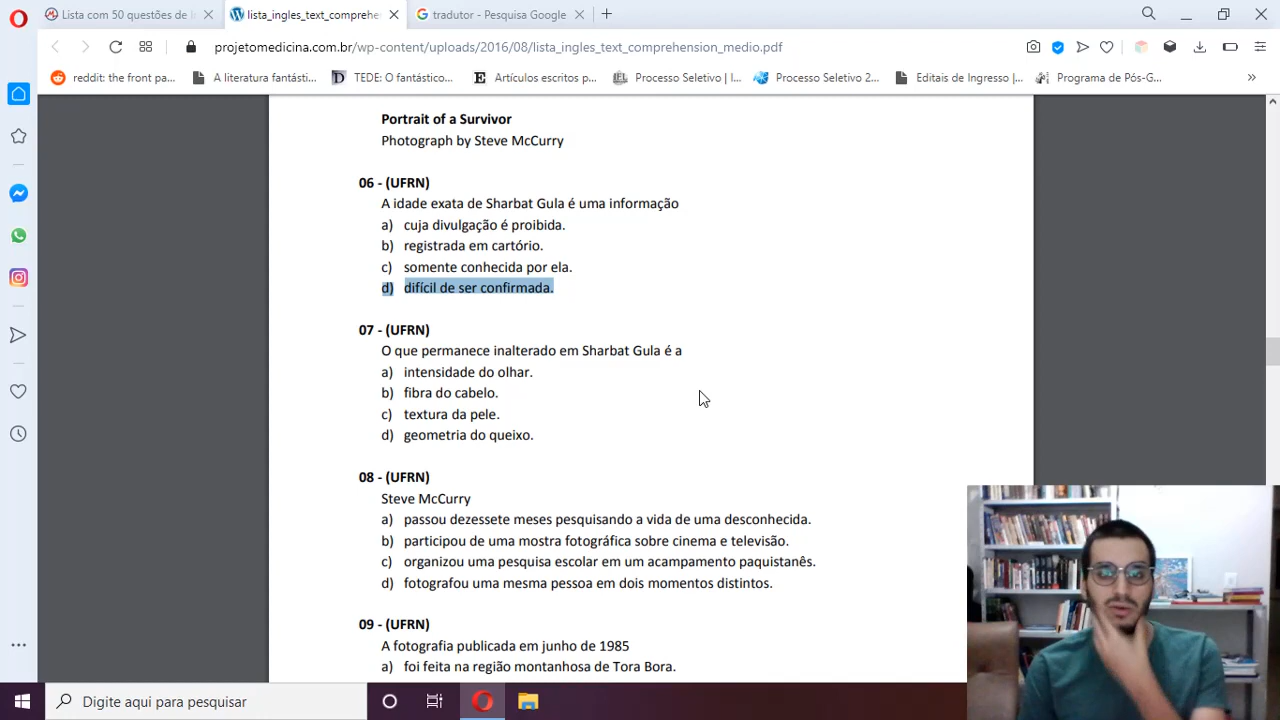 Lista com 50 questões de I
lista_ingles_text_comprehe
tradutor - Pesquisa Google
projetomedicina.com.br/wp-content/uploads/2016/08/lista_ingles_text_comprehension_medio.pdf
reddit: the front pa...
A literatura fantásti...
TEDE: O fantástico...
Artículos escritos p...
Processo Seletivo | I...
Processo Seletivo 2...
Editais de Ingresso |...
Programa de Pós-G...
Portrait of a Survivor
Photograph by Steve McCurry
06 - (UFRN)
A idade exata de Sharbat Gula é uma informação
a) cuja divulgação é proibida.
b) registrada em cartório.
c) somente conhecida por ela.
d) difícil de ser confirmada.
07 - (UFRN)
O que permanece inalterado em Sharbat Gula é a
a) intensidade do olhar.
b) fibra do cabelo.
c) textura da pele.
d) geometria do queixo.
08 - (UFRN)
Steve McCurry
a) passou dezessete meses pesquisando a vida de uma desconhecida.
b) participou de uma mostra fotográfica sobre cinema e televisão.
c) organizou uma pesquisa escolar em um acampamento paquistanês.
d) fotografou uma mesma pessoa em dois momentos distintos.
09 - (UFRN)
A fotografia publicada em junho de 1985
a) foi feita na região montanhosa de Tora Bora.
Digite aqui para pesquisar